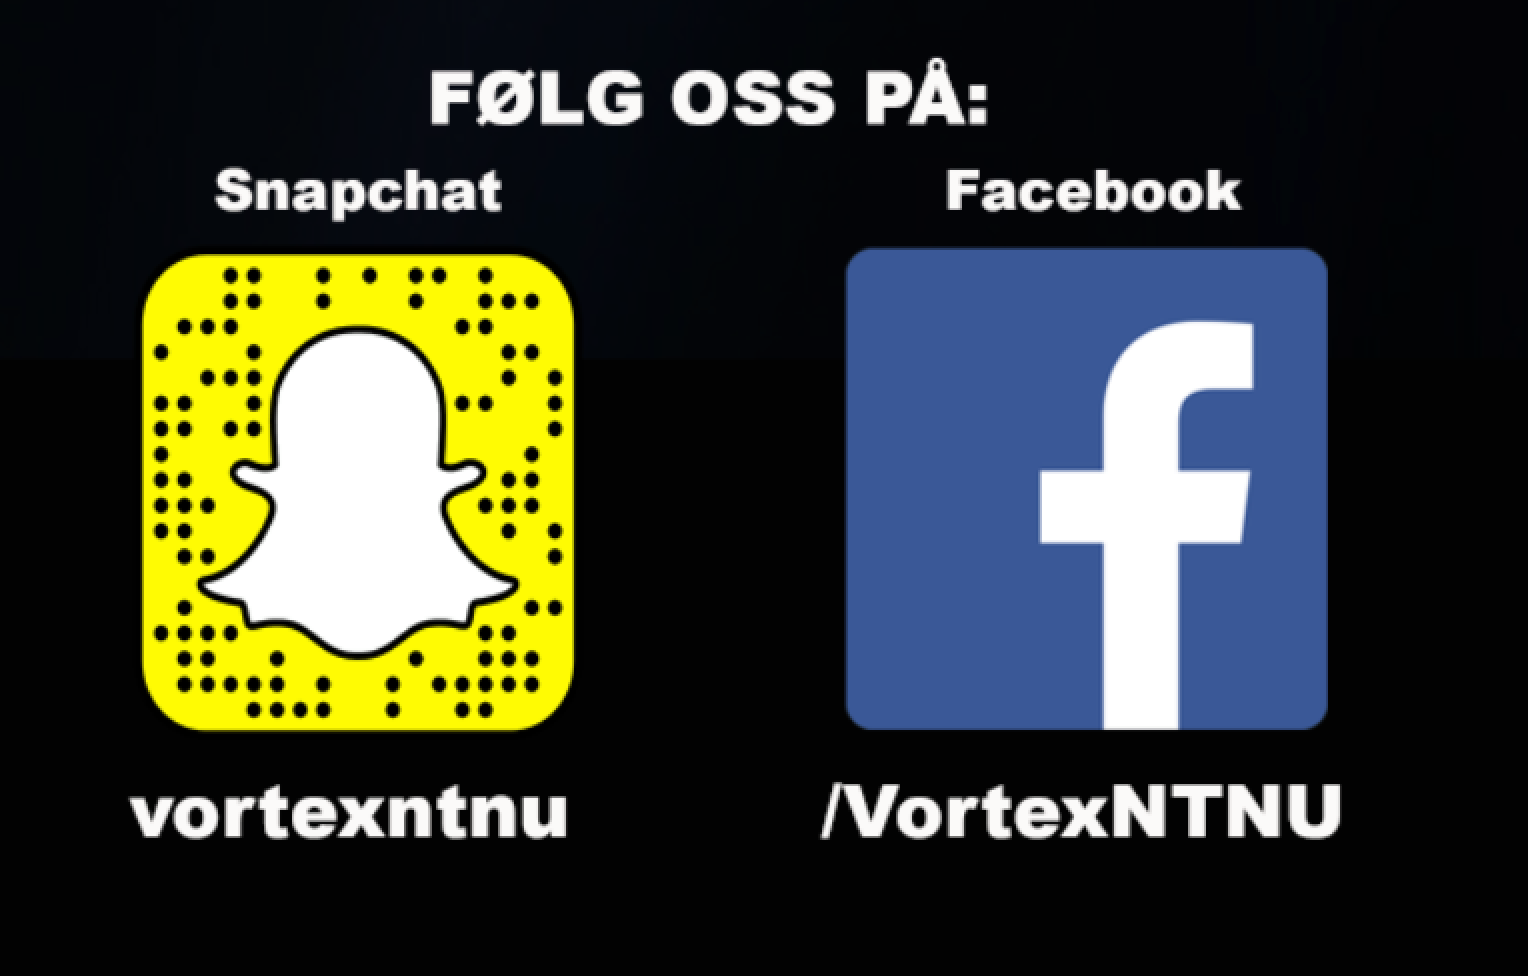 FØLG OSS PÅ:
Snapchat
Facebook
vortexntnu
/VortexNTNU